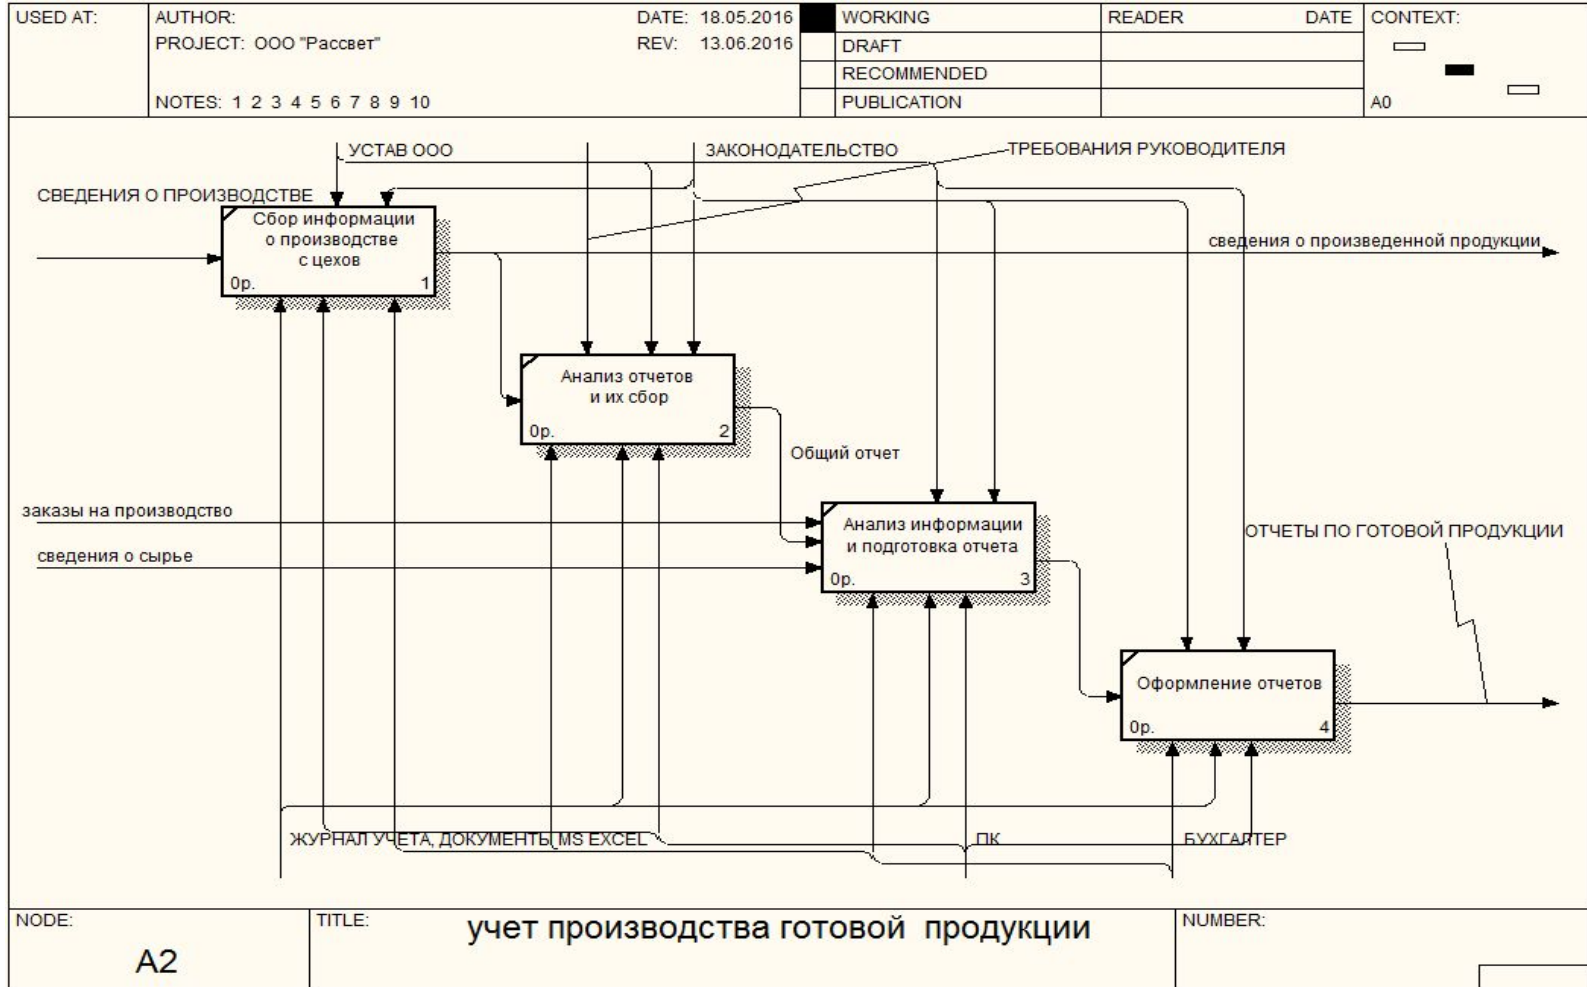 USED AT:
AUTHOR:
DATE: 18.05.2016
WORKING
READER
DATE
CONTEXT:
PROJECT: ООО "Рассвет"
REV: 13.06.2016
DRAFT
RECOMMENDED
NOTES: 1 2 3 4 5 6 7 8 9 10
PUBLICATION
A0
УСТАВ ООО
ЗАКОНОДАТЕЛЬСТВО
ТРЕБОВАНИЯ РУКОВОДИТЕЛЯ
СВЕДЕНИЯ О ПРОИЗВОДСТВЕ
Сбор информации
о производстве
с цехов
0р.
1
сведения о произведенной продукции
Анализ отчетов
и их сбор
0р.
2
Общий отчет
заказы на производство
сведения о сырье
Анализ информации
и подготовка отчета
0р.
3
ОТЧЕТЫ ПО ГОТОВОЙ ПРОДУКЦИИ
Оформление отчетов
0р.
4
ЖУРНАЛ УЧЕТА, ДОКУМЕНТЫ, MS EXCEL
ПК
БУХГАЛТЕР
NODE:
A2
TITLE:
учет производства готовой продукции
NUMBER: